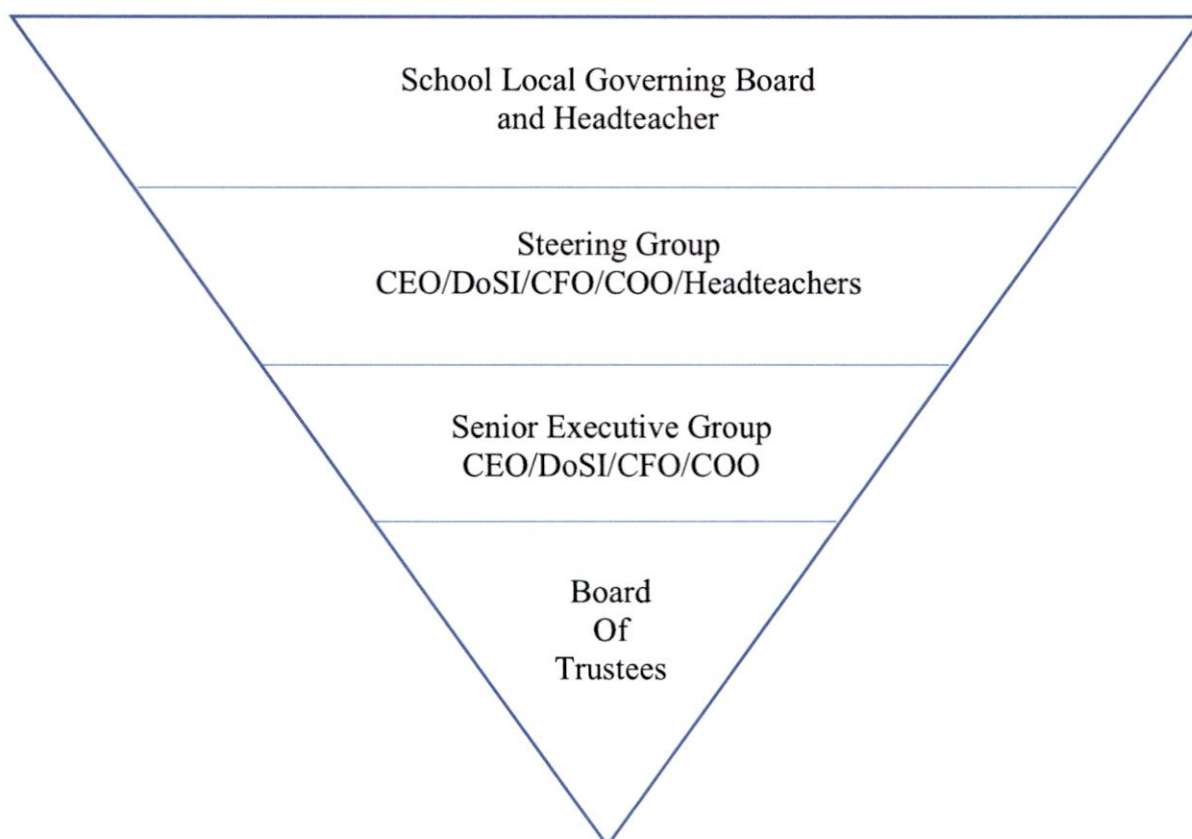 School Local Governing Board
and Headteacher
Steering Group
CEO/DoSI/CFO/COO/Headteachers
Senior Executive Group
CEO/DoSI/CFO/COO
Board
Of
Trustees